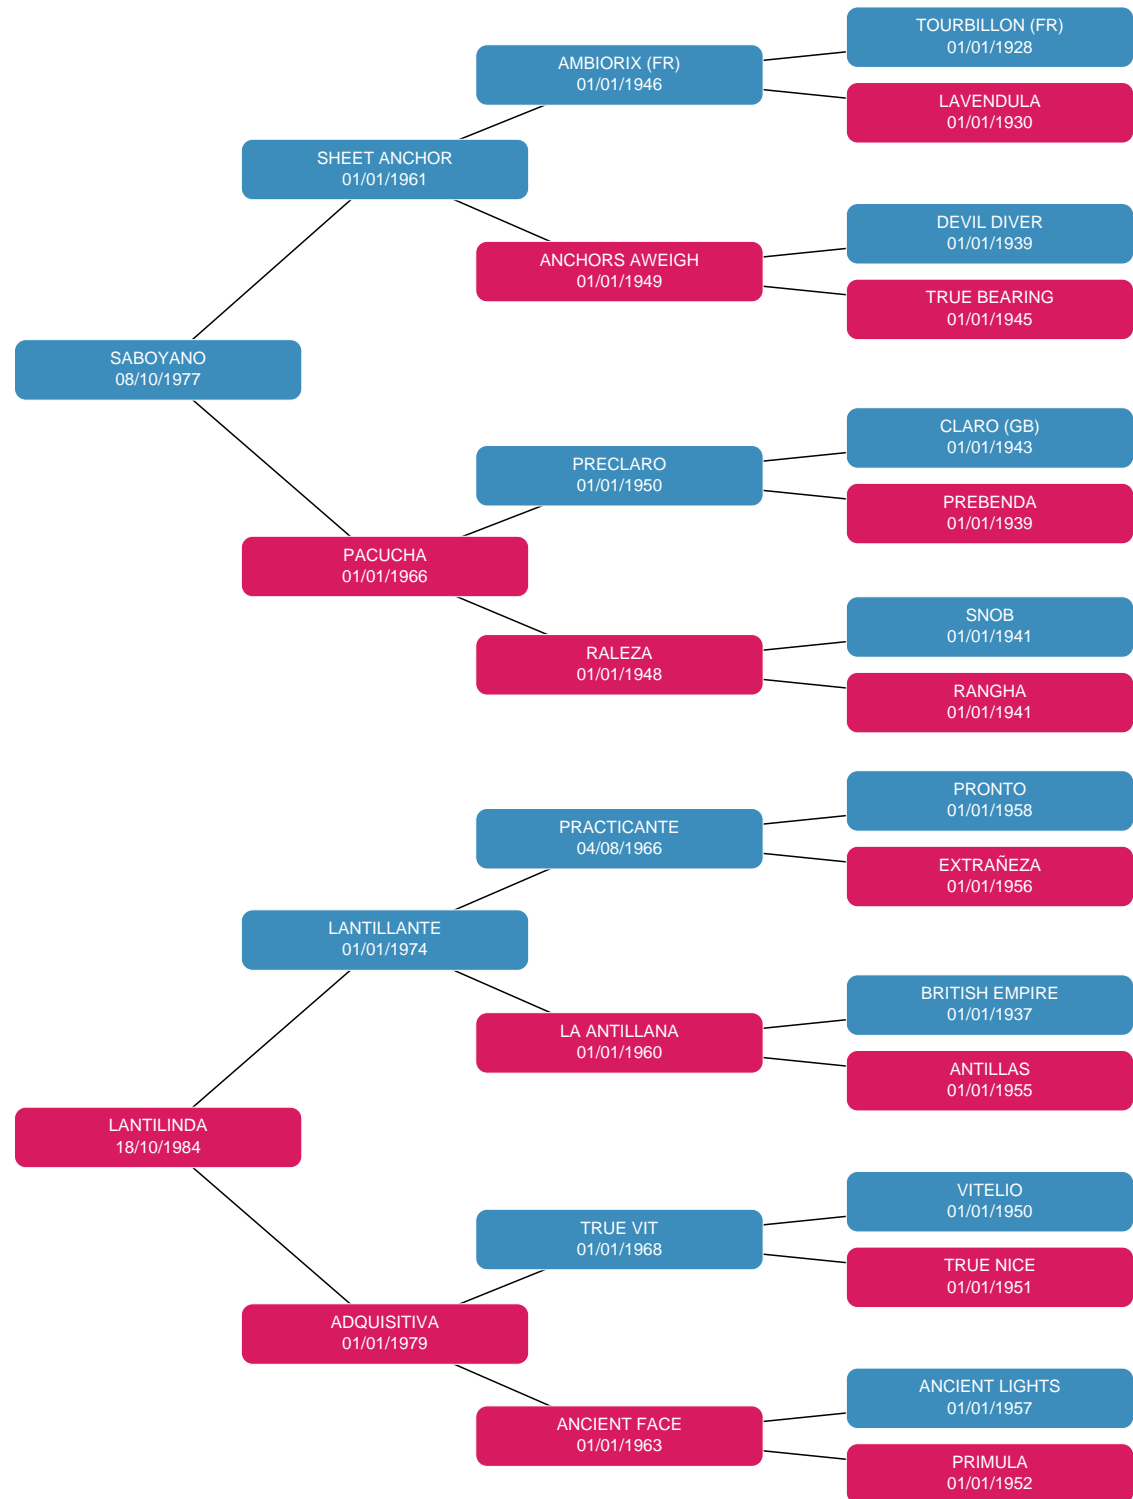 TOURBILLON (FR)
01/01/1928
AMBIORIX (FR)
01/01/1946
LAVENDULA
01/01/1930
SHEET ANCHOR
01/01/1961
DEVIL DIVER
01/01/1939
ANCHORS AWEIGH
01/01/1949
TRUE BEARING
01/01/1945
SABOYANO
08/10/1977
CLARO (GB)
01/01/1943
PRECLARO
01/01/1950
PREBENDA
01/01/1939
PACUCHA
01/01/1966
SNOB
01/01/1941
RALEZA
01/01/1948
RANGHA
01/01/1941
PRONTO
01/01/1958
PRACTICANTE
04/08/1966
EXTRAÑEZA
01/01/1956
LANTILLANTE
01/01/1974
BRITISH EMPIRE
01/01/1937
LA ANTILLANA
01/01/1960
ANTILLAS
01/01/1955
LANTILINDA
18/10/1984
VITELIO
01/01/1950
TRUE VIT
01/01/1968
TRUE NICE
01/01/1951
ADQUISITIVA
01/01/1979
ANCIENT LIGHTS
01/01/1957
ANCIENT FACE
01/01/1963
PRIMULA
01/01/1952